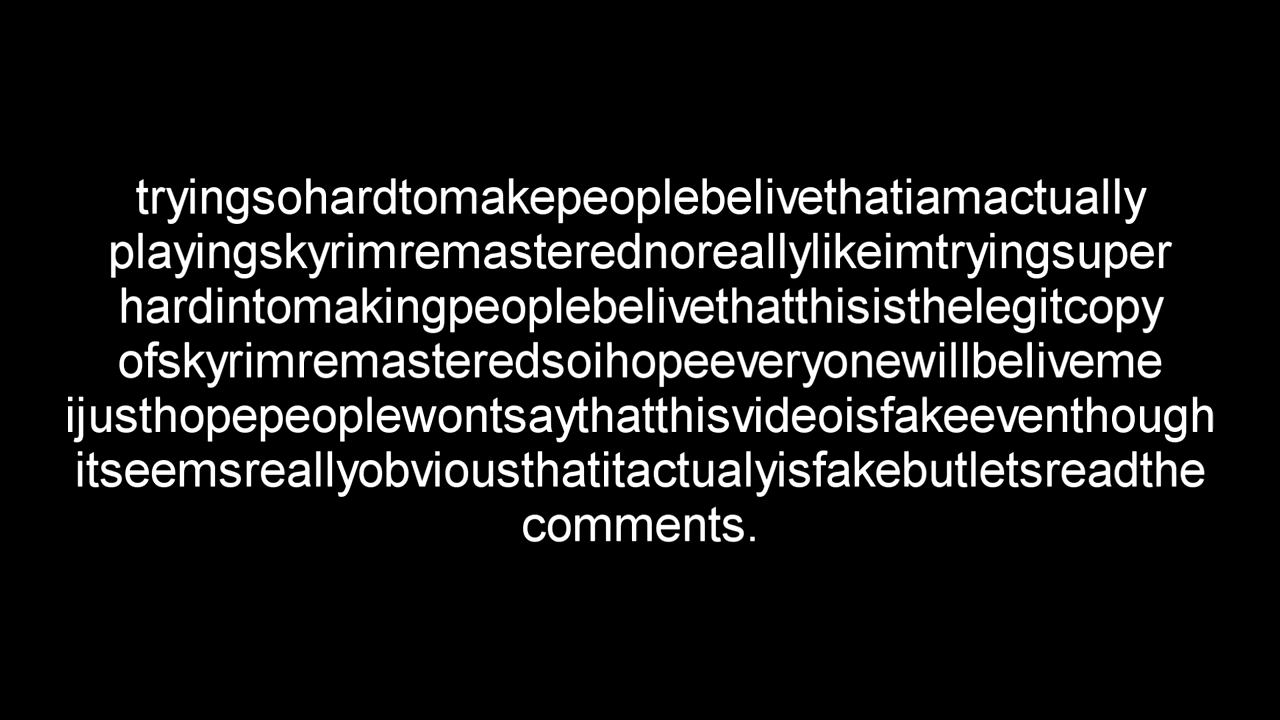 tryingsohardtomakepeoplebelivethatiamactually
playingskyrimremasterednoreallylikeimtryingsuper
hardintomakingpeoplebelivethatthisisthelegitcopy
ofskyrimremasteredsoihopeeveryonewillbeliveme
ijusthopepeoplewontsaythatthisvideoisfakeeventhough
itseemsreallyobviousthatitactualyisfakebutletsreadthe
comments.